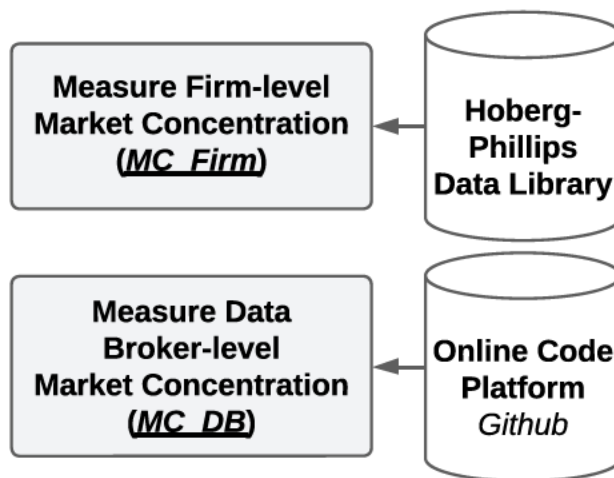 Measure Firm-level
Market Concentration
(MC_Firm)
Hoberg-
Phillips
Data Library
Measure Data
Broker-level
Market Concentration
(MC_DB)
Online Code
Platform
Github